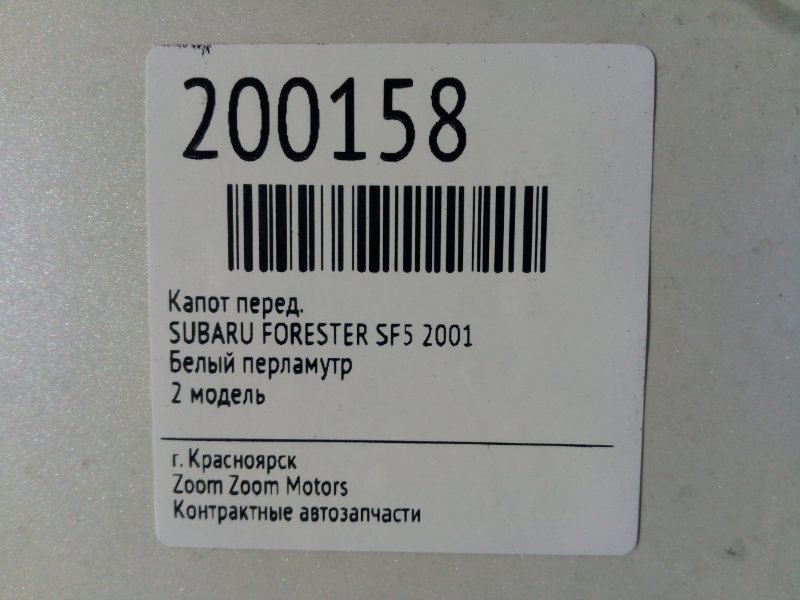 200158
Капот перед.
SUBARU FORESTER SF5 2001
Белый перламутр
2 модель
г. Красноярск
Zoom Zoom Motors
Контрактные автозапчасти